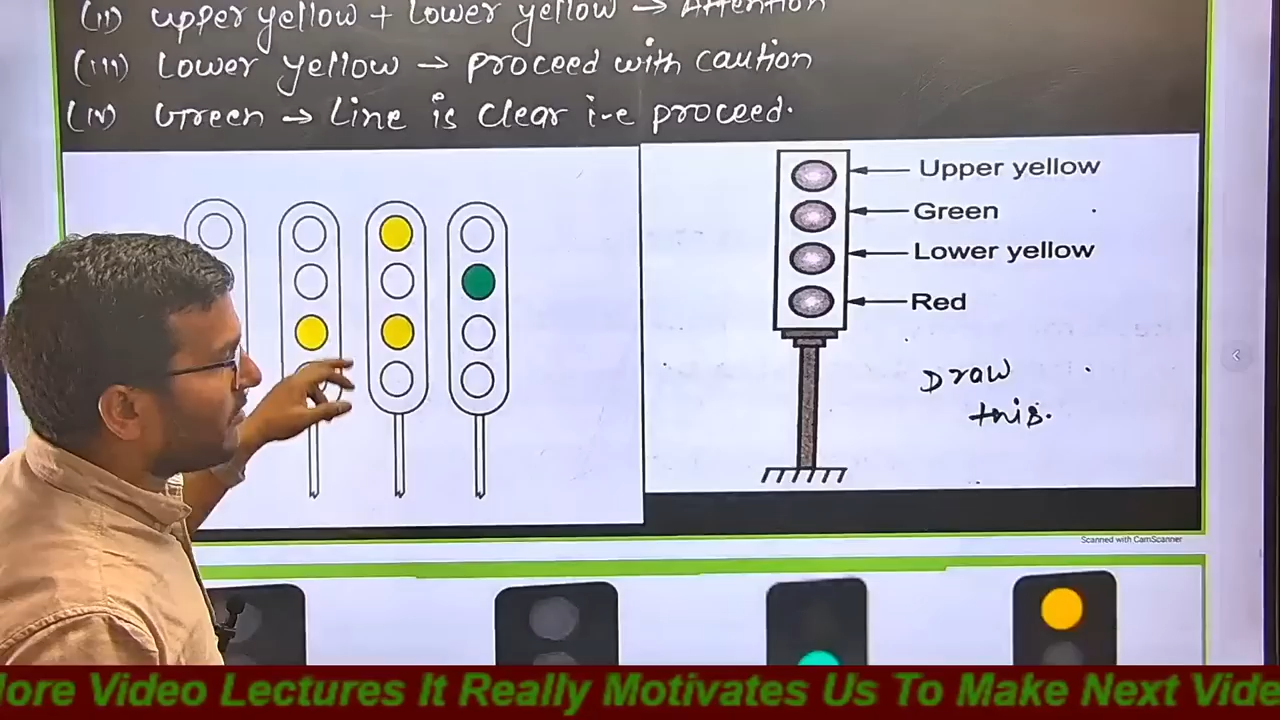 (ii) upper yellow + Lower yellow → Attention
(iii) Lower yellow → proceed with caution
(iv) Green → Line is clear i-e proceed.
Upper yellow
Green
Lower yellow
Red
Draw
this.
Scanned with CamScanner
More Video Lectures It Really Motivates Us To Make Next Vide